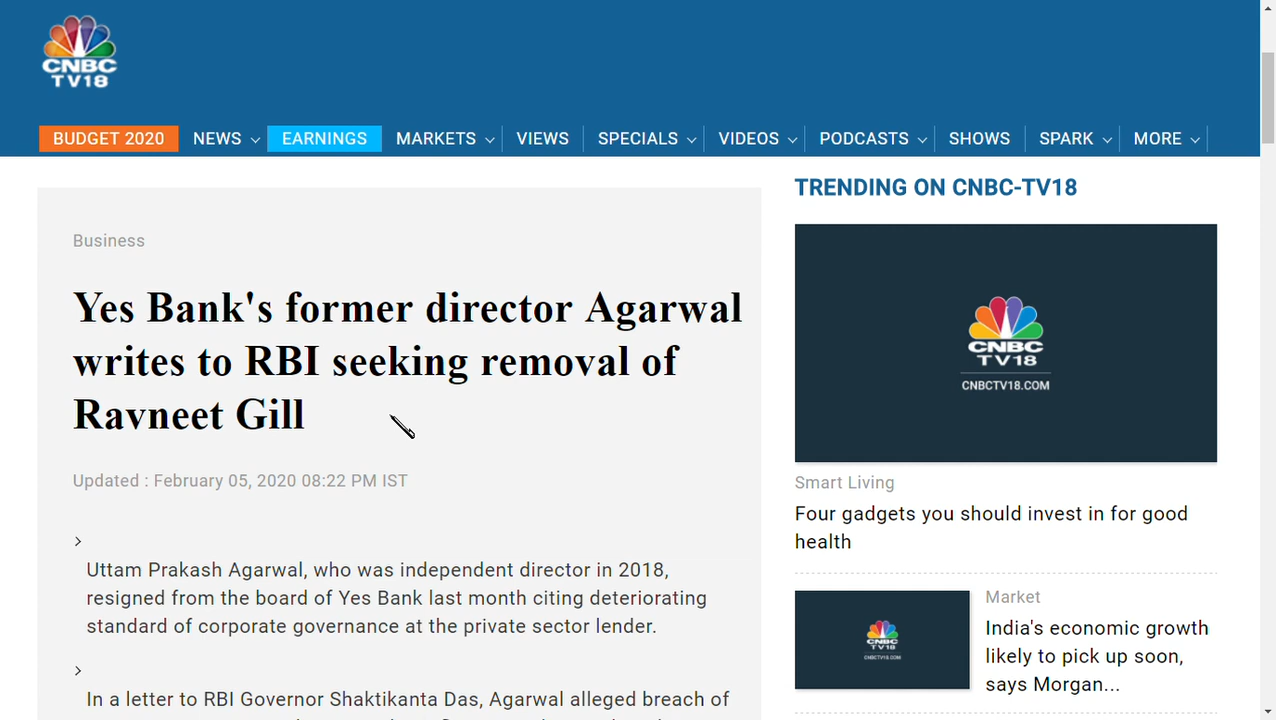 CNBC
TV18
BUDGET 2020 NEWS EARNINGS MARKETS VIEWS SPECIALS VIDEOS PODCASTS SHOWS SPARK MORE
Business
Yes Bank's former director Agarwal
writes to RBI seeking removal of
Ravneet Gill
Updated : February 05, 2020 08:22 PM IST
Uttam Prakash Agarwal, who was independent director in 2018,
resigned from the board of Yes Bank last month citing deteriorating
standard of corporate governance at the private sector lender.
In a letter to RBI Governor Shaktikanta Das, Agarwal alleged breach of
TRENDING ON CNBC-TV18
CNBC
TV18
CNBCTV18.COM
Smart Living
Four gadgets you should invest in for good
health
CNBC
TV18
CNBCTV18.COM
Market
India's economic growth
likely to pick up soon,
says Morgan...